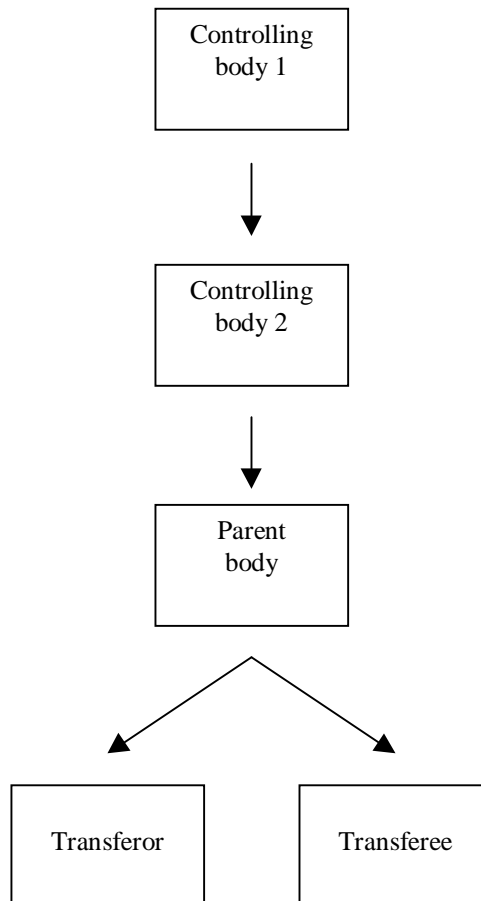 Controlling
body 1
Controlling
body 2
Parent
body
Transferor
Transferee